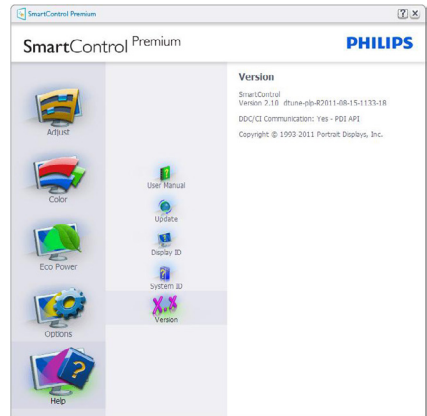 SmartControl Premium
SmartControl Premium
PHILIPS
Adjust
Color
Eco Power
Options
Help
User Manual
Update
Display ID
System ID
X.X
Version
Version
SmartControl
Version 2.10 dtune-plp-R2011-08-15-1133-18
DDC/CI Communication: Yes - PDI API
Copyright © 1993-2011 Portrait Displays, Inc.